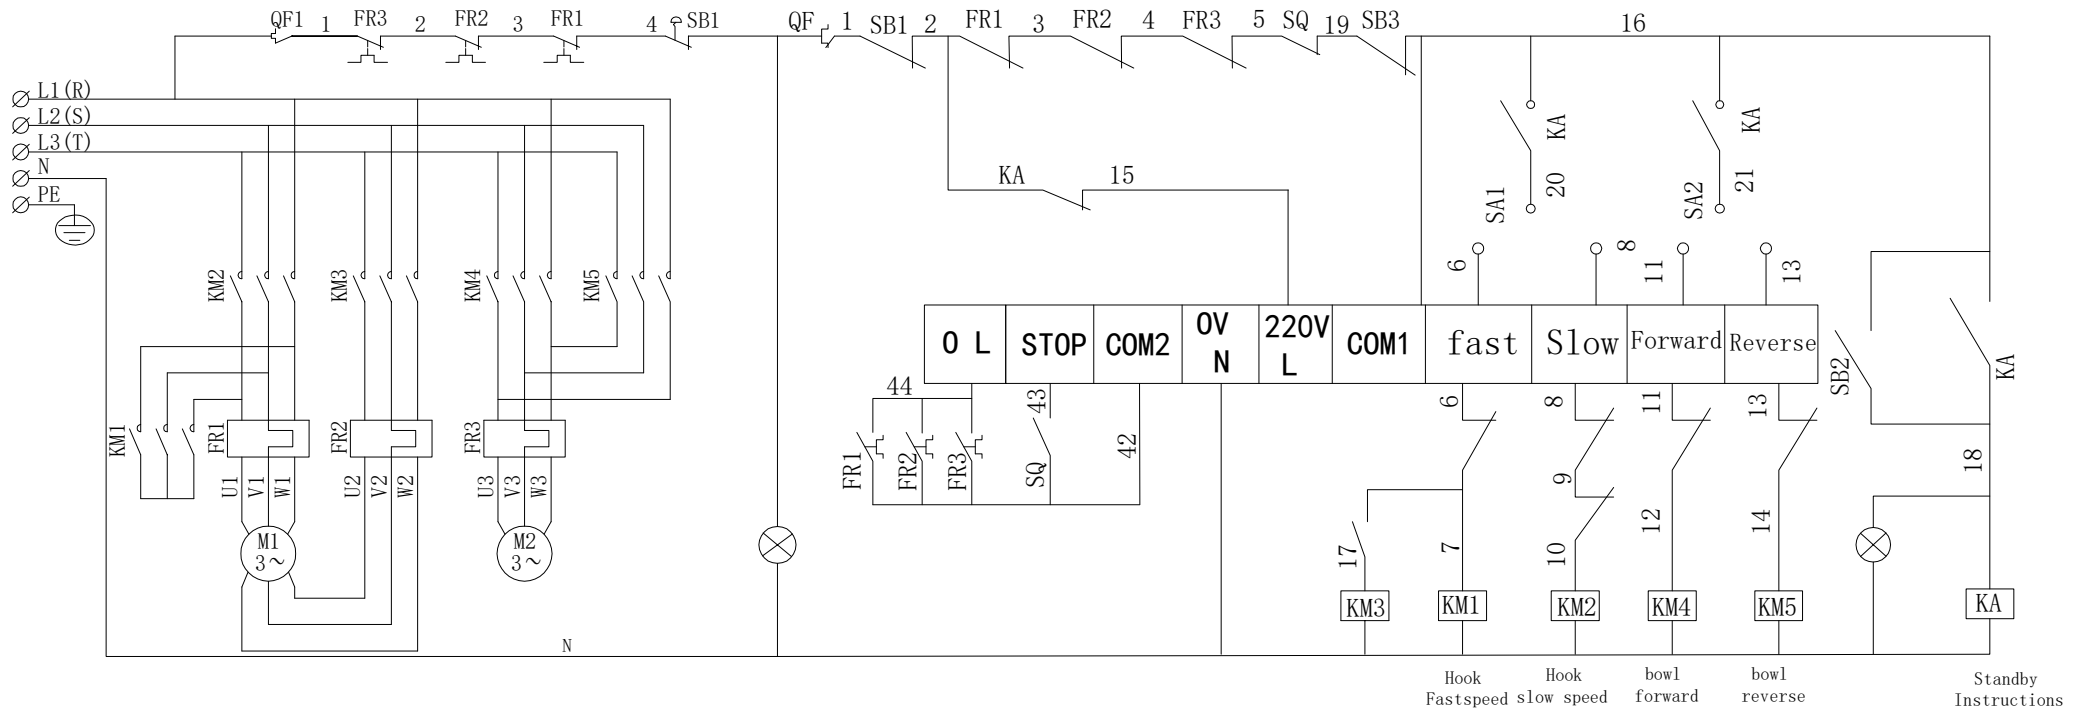 QF1 1 FR3 2 FR2 3 FR1 4 SB1 QF 1 SB1 2 FR1 3 FR2 4 FR3 5 SQ 19 SB3 16
L1(R)
L2(S)
L3(T)
N
PE
KA 15
KA
KA
SA1
20
SA2
21
6
8
11
13
KM2
KM3
KM4
KM5
O L
STOP
COM2
0V
N
220V
L
COM1
fast
Slow
Forward
Reverse
SB2
KA
KM1
FR1
FR2
FR3
44
43
42
FR1
FR2
FR3
SQ
6
8
11
13
9
18
U1
V1
W1
U2
V2
W2
U3
V3
W3
17
7
10
12
14
M1
3~
M2
3~
KM3
KM1
KM2
KM4
KM5
KA
N
Hook
Fastspeed
Hook
slow speed
bowl
forward
bowl
reverse
Standby
Instructions